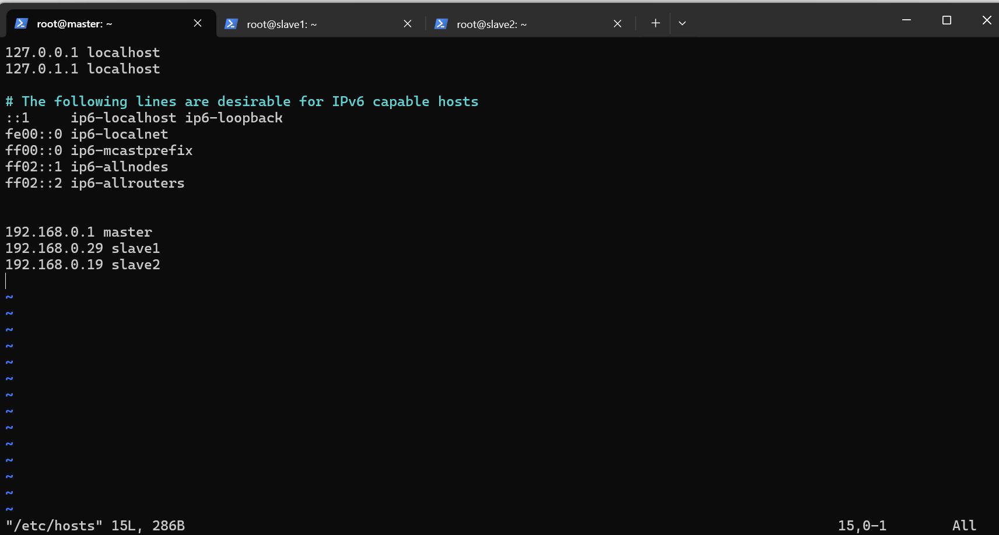 root@master: ~
root@slave1: ~
root@slave2: ~
127.0.0.1 localhost
127.0.1.1 localhost
# The following lines are desirable for IPv6 capable hosts
::1     ip6-localhost ip6-loopback
fe00::0 ip6-localnet
ff00::0 ip6-mcastprefix
ff02::1 ip6-allnodes
ff02::2 ip6-allrouters
192.168.0.1 master
192.168.0.29 slave1
192.168.0.19 slave2
~
~
~
~
~
~
~
~
~
~
~
~
~
~
"/etc/hosts" 15L, 286B 15,0-1 All